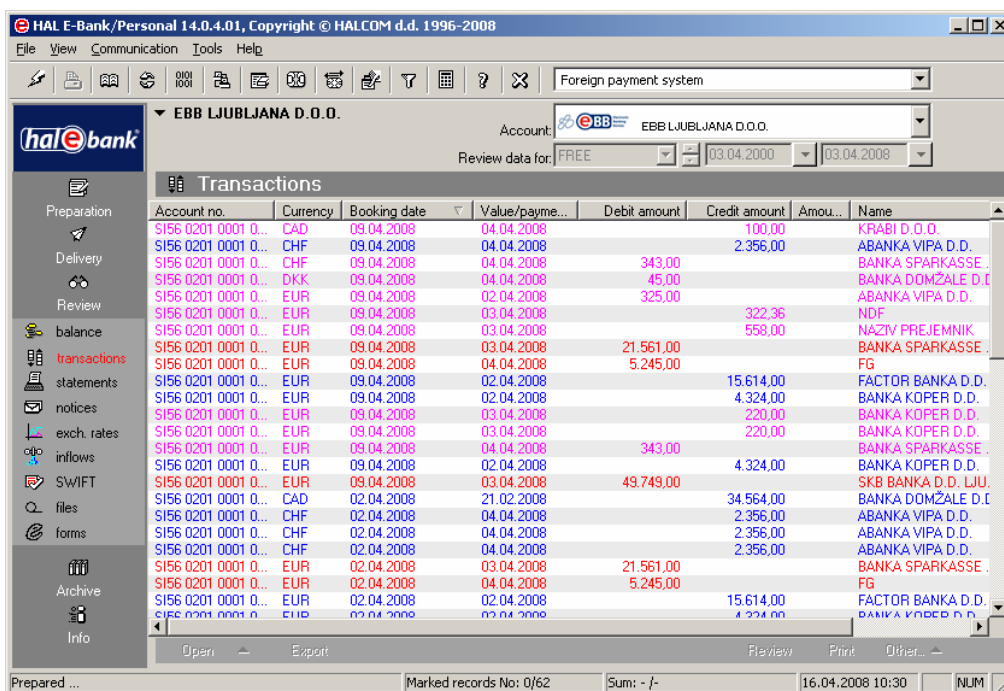 HAL E-Bank/Personal 14.0.4.01, Copyright © HALCOM d.d. 1996-2008
File View Communication Tools Help
Foreign payment system
hal e bank
EBB LJUBLJANA D.O.O.
Account: eBB EBB LJUBLJANA D.O.O.
Review data for: FREE 03.04.2000 03.04.2008
Transactions
Preparation
Delivery
Review
balance
transactions
statements
notices
exch. rates
inflows
SWIFT
files
forms
Archive
Info
Account no. Currency Booking date Value/payme... Debit amount Credit amount Amou... Name
SI56 0201 0001 0... CAD 09.04.2008 04.04.2008 100,00 KRABI D.O.O.
SI56 0201 0001 0... CHF 09.04.2008 04.04.2008 2.356,00 ABANKA VIPA D.D.
SI56 0201 0001 0... CHF 09.04.2008 04.04.2008 343,00 BANKA SPARKASSE .
SI56 0201 0001 0... DKK 09.04.2008 04.04.2008 45,00 BANKA DOMŽALE D.D
SI56 0201 0001 0... EUR 09.04.2008 02.04.2008 325,00 ABANKA VIPA D.D.
SI56 0201 0001 0... EUR 09.04.2008 03.04.2008 322,36 NDF
SI56 0201 0001 0... EUR 09.04.2008 03.04.2008 558,00 NAZIV PREJEMNIK
SI56 0201 0001 0... EUR 09.04.2008 03.04.2008 21.561,00 BANKA SPARKASSE .
SI56 0201 0001 0... EUR 09.04.2008 04.04.2008 5.245,00 FG
SI56 0201 0001 0... EUR 09.04.2008 02.04.2008 15.614,00 FACTOR BANKA D.D.
SI56 0201 0001 0... EUR 09.04.2008 02.04.2008 4.324,00 BANKA KOPER D.D.
SI56 0201 0001 0... EUR 09.04.2008 03.04.2008 220,00 BANKA KOPER D.D.
SI56 0201 0001 0... EUR 09.04.2008 03.04.2008 220,00 BANKA KOPER D.D.
SI56 0201 0001 0... EUR 09.04.2008 04.04.2008 343,00 BANKA SPARKASSE .
SI56 0201 0001 0... EUR 09.04.2008 02.04.2008 4.324,00 BANKA KOPER D.D.
SI56 0201 0001 0... EUR 09.04.2008 03.04.2008 49.749,00 SKB BANKA D.D. LJU.
SI56 0201 0001 0... CAD 02.04.2008 21.02.2008 34.564,00 BANKA DOMŽALE D.D
SI56 0201 0001 0... CHF 02.04.2008 04.04.2008 2.356,00 ABANKA VIPA D.D.
SI56 0201 0001 0... CHF 02.04.2008 04.04.2008 2.356,00 ABANKA VIPA D.D.
SI56 0201 0001 0... CHF 02.04.2008 04.04.2008 2.356,00 ABANKA VIPA D.D.
SI56 0201 0001 0... EUR 02.04.2008 03.04.2008 21.561,00 BANKA SPARKASSE .
SI56 0201 0001 0... EUR 02.04.2008 04.04.2008 5.245,00 FG
SI56 0201 0001 0... EUR 02.04.2008 02.04.2008 15.614,00 FACTOR BANKA D.D.
SI56 0201 0001 0... EUR 02.04.2008 02.04.2008 4.324,00 BANKA KOPER D.D.
Open Export Review Print Other...
Prepared ... Marked records No: 0/62 Sum: - /- 16.04.2008 10:30 NUM